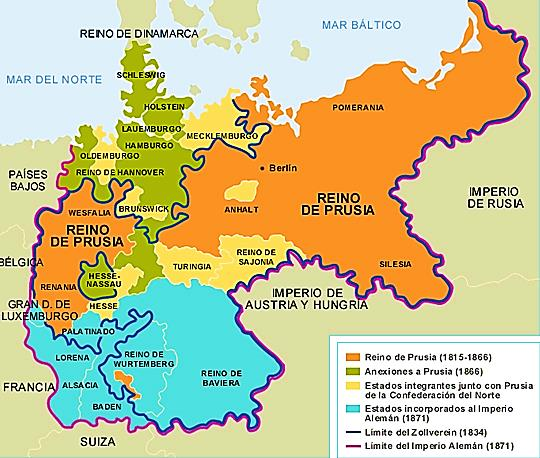 MAR BÁLTICO
REINO DE DINAMARCA
MAR DEL NORTE
SCHLESWIG
HOLSTEIN
POMERANIA
LAUEMBURGO
MECKLEMBURGO
HAMBURGO
OLDEMBURGO
Berlín
PAÍSES
BAJOS
REINO DE HANNOVER
IMPERIO
DE RUSIA
WESFALIA
BRUNSWICK
ANHALT
REINO
DE PRUSIA
REINO
DE PRUSIA
BÉLGICA
REINO DE
SAJONIA
SILESIA
TURINGIA
HESSE-
NASSAU
RENANIA
GRAN D. DE
LUXEMBURGO
HESSE
IMPERIO DE
AUSTRIA Y HUNGRÍA
PALATINADO
LORENA
REINO DE
WURTEMBERG
REINO DE
BAVIERA
FRANCIA
ALSACIA
BADEN
SUIZA
Reino de Prusia (1815-1866)
Anexiones a Prusia (1866)
Estados integrantes junto con Prusia
de la Confederación del Norte
Estados incorporados al Imperio
Alemán (1871)
Límite del Zollverein (1834)
Límite del Imperio Alemán (1871)